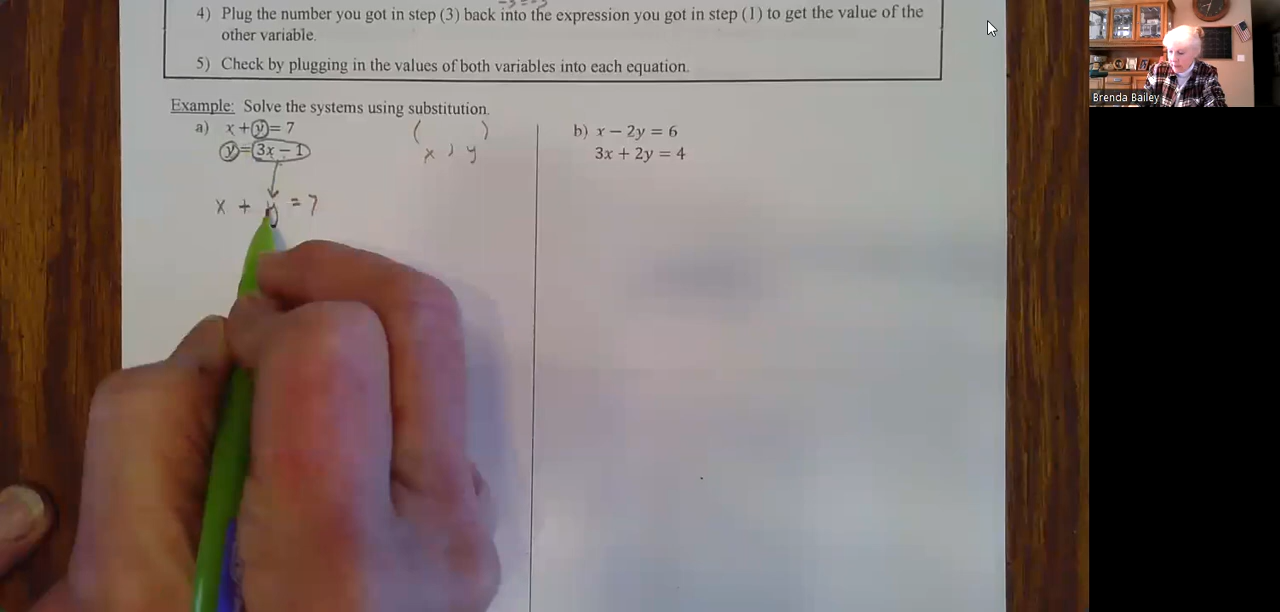 4) Plug the number you got in step (3) back into the expression you got in step (1) to get the value of the
other variable.
5) Check by plugging in the values of both variables into each equation.
Example: Solve the systems using substitution.
a) x + y = 7
y = 3x − 1
( )
x , y
x + y = 7
b) x − 2y = 6
3x + 2y = 4
Brenda Bailey